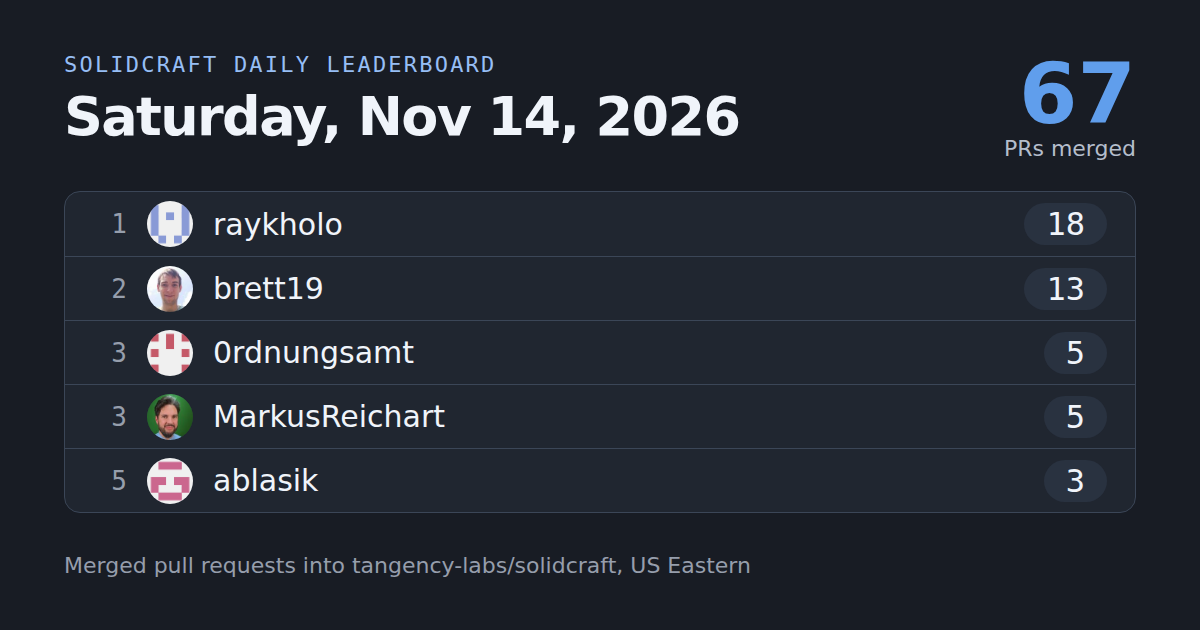 SOLIDCRAFT DAILY LEADERBOARD
Saturday, Nov 14, 2026
67
PRs merged
1 raykholo 18
2 brett19 13
3 0rdnungsamt 5
3 MarkusReichart 5
5 ablasik 3
Merged pull requests into tangency-labs/solidcraft, US Eastern